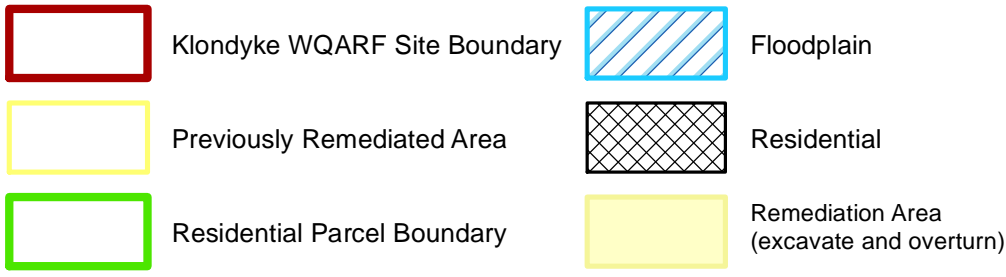 Klondyke WQARF Site Boundary
Previously Remediated Area
Residential Parcel Boundary
Floodplain
Residential
Remediation Area
(excavate and overturn)